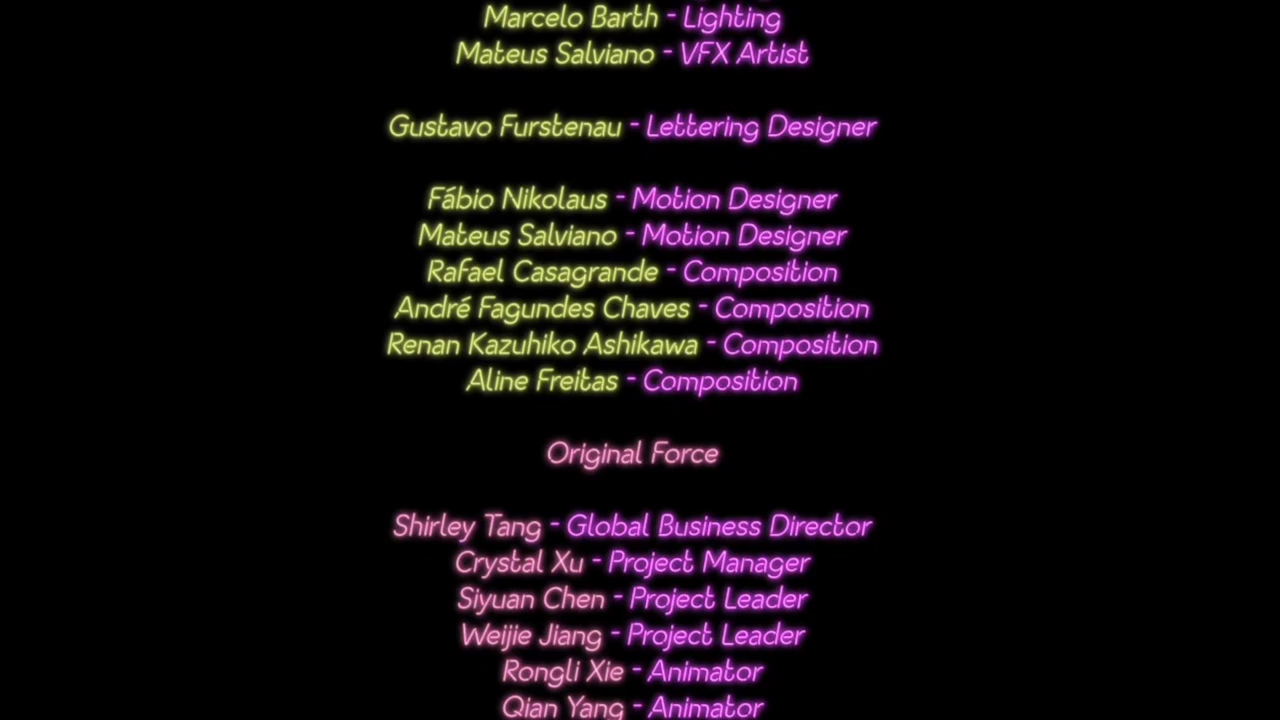 Marcelo Barth - Lighting
Mateus Salviano - VFX Artist
Gustavo Furstenau - Lettering Designer
Fábio Nikolaus - Motion Designer
Mateus Salviano - Motion Designer
Rafael Casagrande - Composition
André Fagundes Chaves - Composition
Renan Kazuhiko Ashikawa - Composition
Aline Freitas - Composition
Original Force
Shirley Tang - Global Business Director
Crystal Xu - Project Manager
Siyuan Chen - Project Leader
Weijie Jiang - Project Leader
Rongli Xie - Animator
Qian Yang - Animator